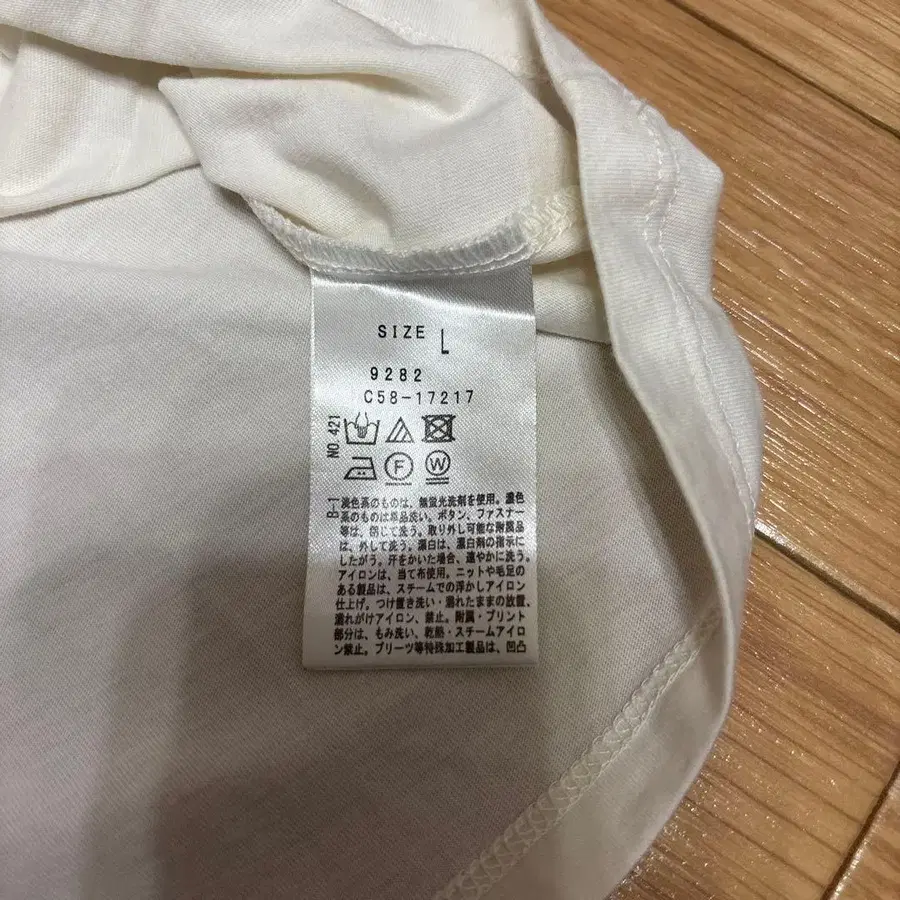 SIZE L
9282
C58-17217
NO.421
F W
B-1
淡色系のものは、無蛍光洗剤を使用。濃色
系のものは単品洗い。ボタン、ファスナー
等は、閉じて洗う。取り外し可能な附属品
は、外して洗う。漂白は、漂白剤の指示に
したがう。汗をかいた場合、速やかに洗う。
アイロンは、当て布使用。ニットや毛足の
ある製品は、スチームでの浮かしアイロン
仕上げ。つけ置き洗い・濡れたままの放置、
濡れがけアイロン、禁止。附属・プリント
部分は、もみ洗い、乾熱・スチームアイロ
ン禁止。プリーツ等特殊加工製品は、凹凸